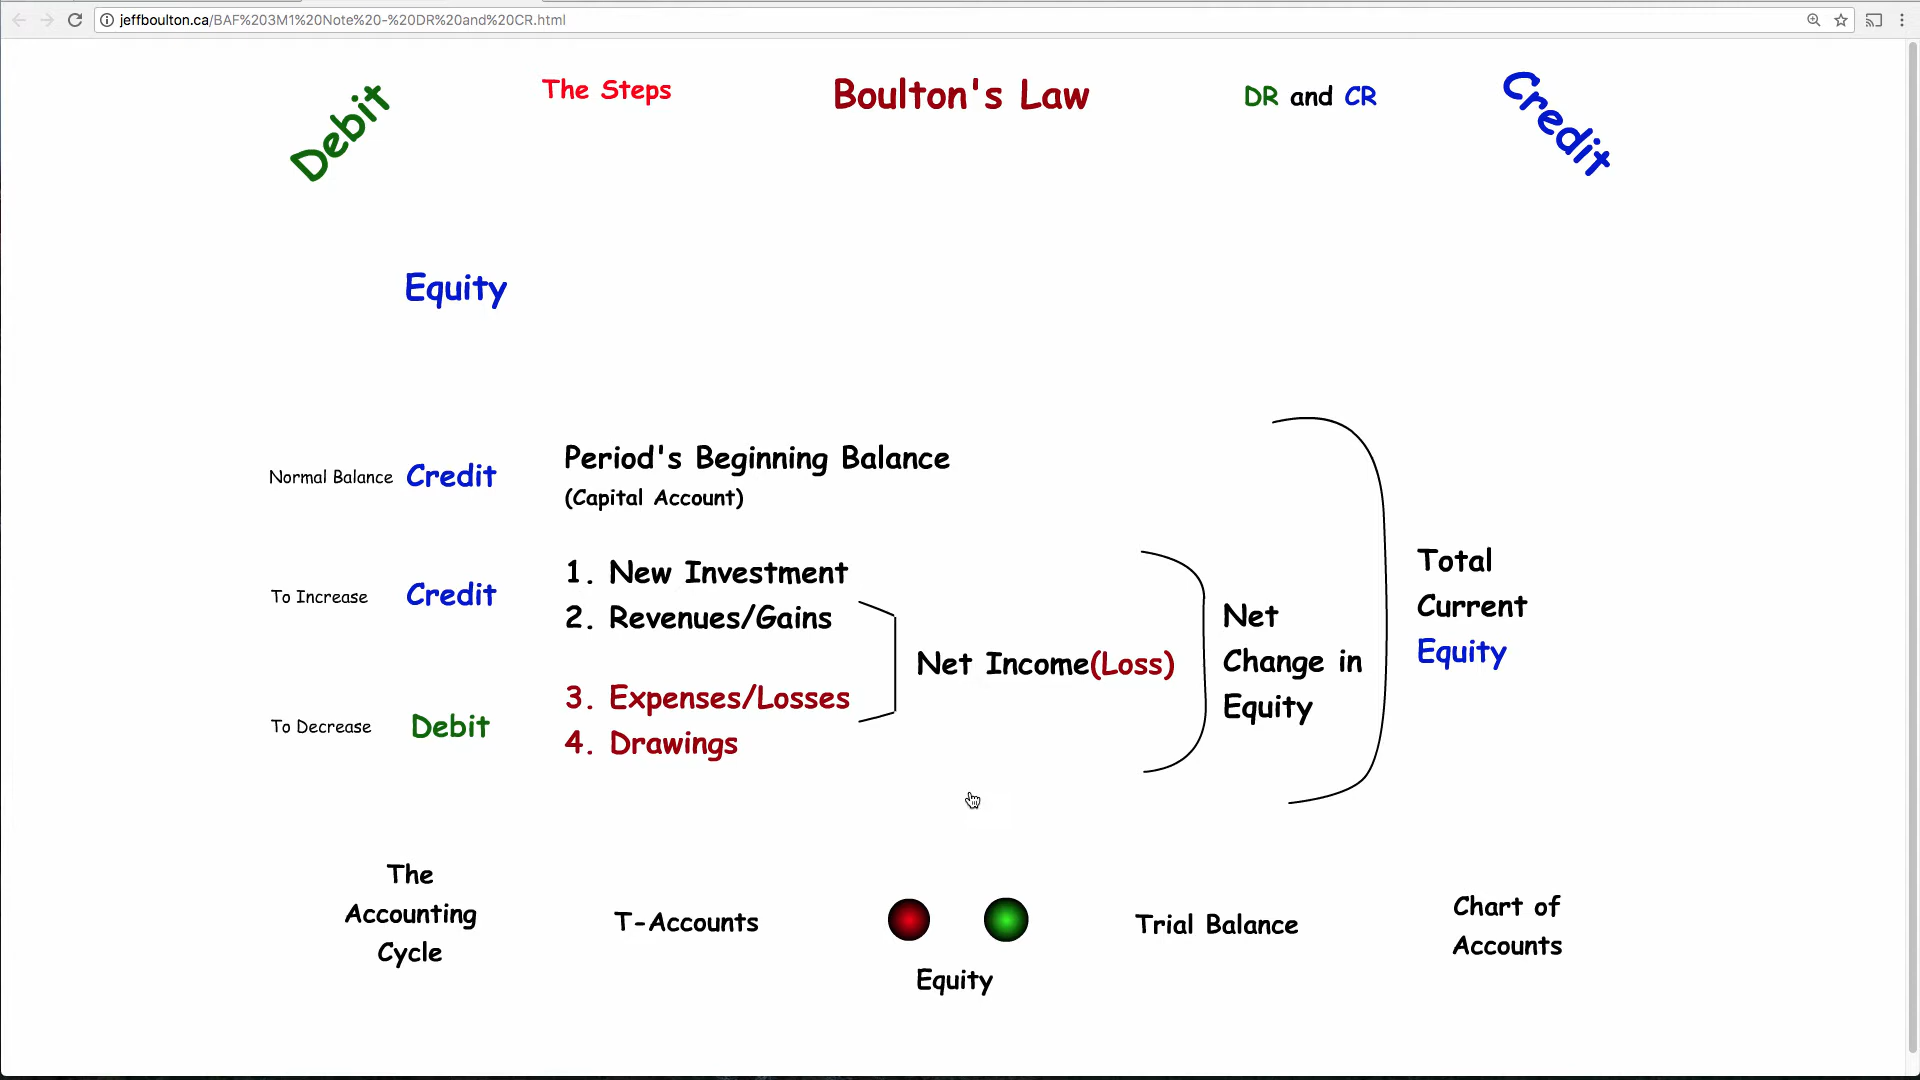 jeffboulton.ca/BAF%203M1%20Note%20-%20DR%20and%20CR.html
Debit
The Steps
Boulton's Law
DR and CR
Credit
Equity
Normal Balance Credit
Period's Beginning Balance
(Capital Account)
To Increase Credit
1. New Investment
2. Revenues/Gains
To Decrease Debit
3. Expenses/Losses
4. Drawings
Net Income(Loss)
Net
Change in
Equity
Total
Current
Equity
The
Accounting
Cycle
T-Accounts
Equity
Trial Balance
Chart of
Accounts